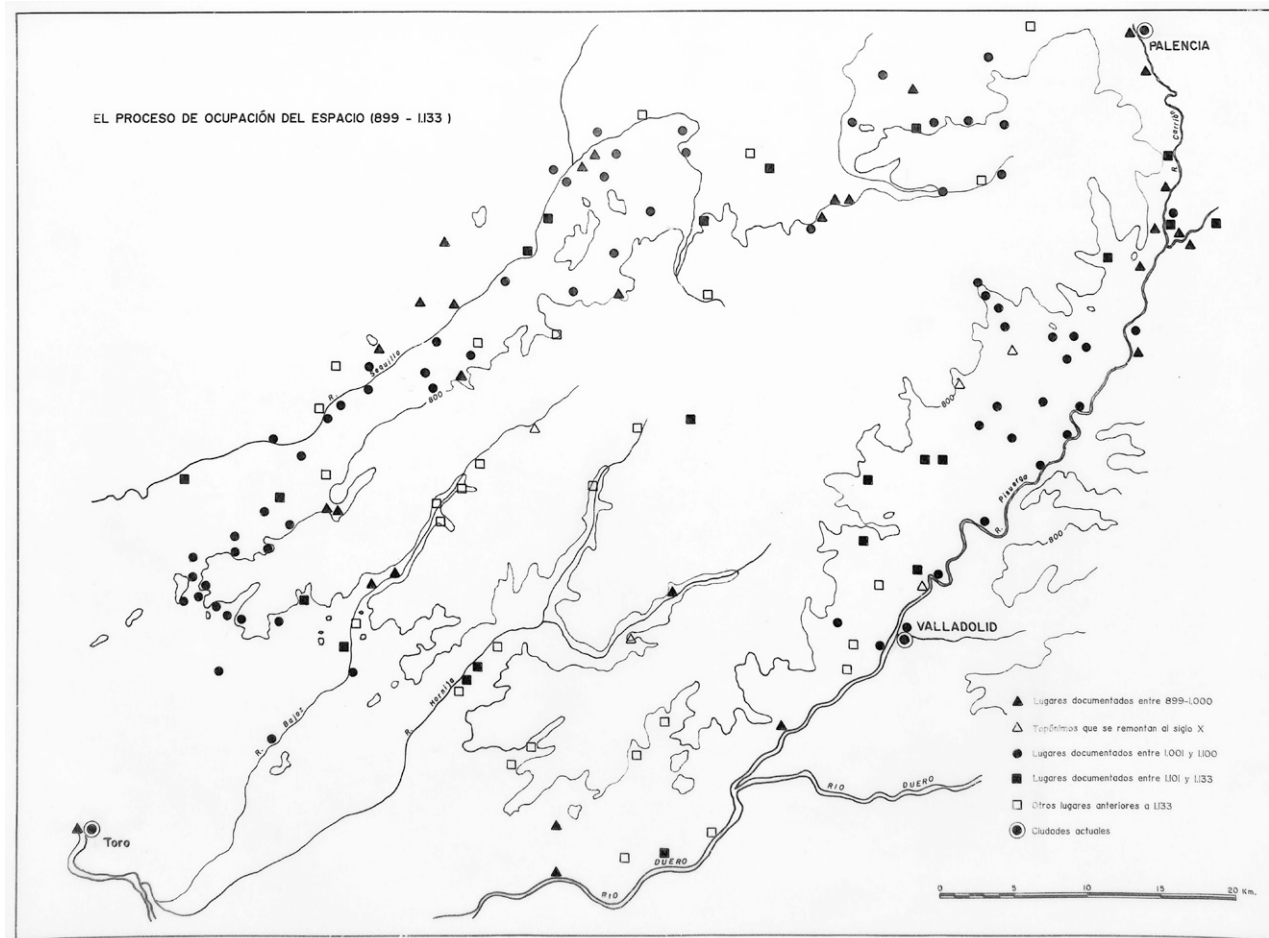 PALENCIA
EL PROCESO DE OCUPACIÓN DEL ESPACIO (899 - 1.133 )
R. Carrión
R. Sequillo
800
800
R. Pisuerga
800
VALLADOLID
R. Bajoz
R. Hornija
RIO DUERO
Toro
DUERO
RIO
Lugares documentados entre 899-1.000
Topónimos que se remontan al siglo X
Lugares documentados entre 1.001 y 1.100
Lugares documentados entre 1.101 y 1.133
Otros lugares anteriores a 1.133
Ciudades actuales
0 5 10 15 20 Km.